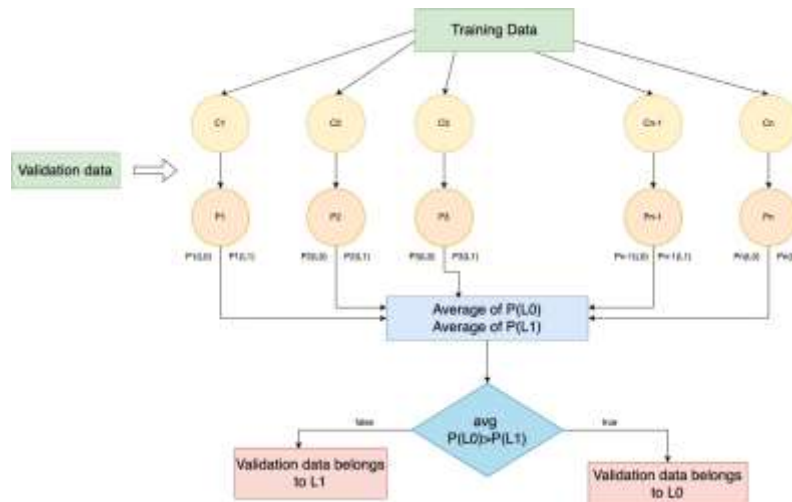 Training Data
C1
C2
C3
Cn-1
Cn
Validation data
P1
P2
P3
Pn-1
Pn
P1(L0) P1(L1)
P2(L0) P2(L1)
P3(L0) P3(L1)
Pn-1(L0) Pn-1(L1)
Pn(L0)
Average of P(L0)
Average of P(L1)
false
avg
P(L0)>P(L1)
true
Validation data belongs
to L1
Validation data belongs
to L0